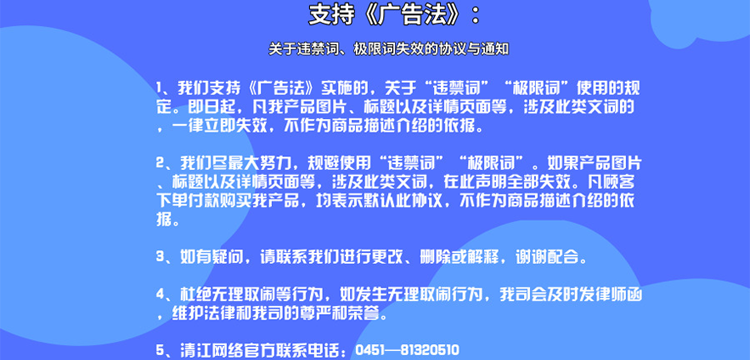 支持《广告法》:
关于违禁词、极限词失效的协议与通知
1、我们支持《广告法》实施的,关于“违禁词”“极限词”使用的规
定。即日起,凡我产品图片、标题以及详情页面等,涉及此类文词的
,一律立即失效,不作为商品描述介绍的依据。
2、我们尽最大努力,规避使用“违禁词”“极限词”。如果产品图片
、标题以及详情页面等,涉及此类文词,在此声明全部失效。凡顾客
下单付款购买我产品,均表示默认此协议,不作为商品描述介绍的依
据。
3、如有疑问,请联系我们进行更改、删除或解释,谢谢配合。
4、杜绝无理取闹等行为,如发生无理取闹行为,我司会及时发律师函
,维护法律和我司的尊严和荣誉。
5、清江网络官方联系电话:0451—81320510